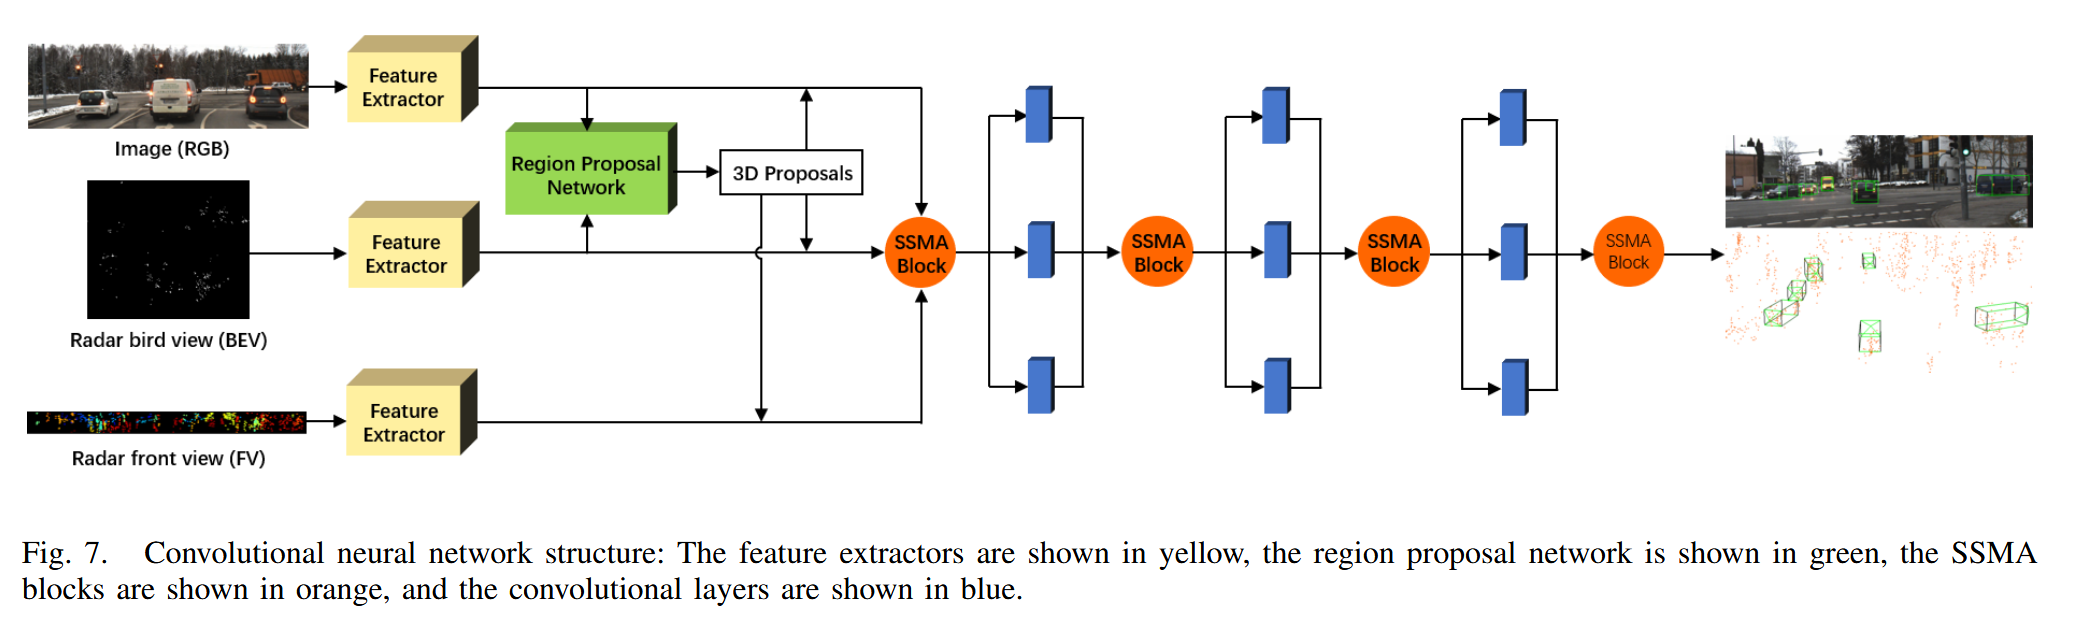 Feature
Extractor
Image (RGB)
Region Proposal
Network
3D Proposals
Feature
Extractor
Radar bird view (BEV)
SSMA
Block
SSMA
Block
SSMA
Block
SSMA
Block
Feature
Extractor
Radar front view (FV)
Fig. 7. Convolutional neural network structure: The feature extractors are shown in yellow, the region proposal network is shown in green, the SSMA
blocks are shown in orange, and the convolutional layers are shown in blue.